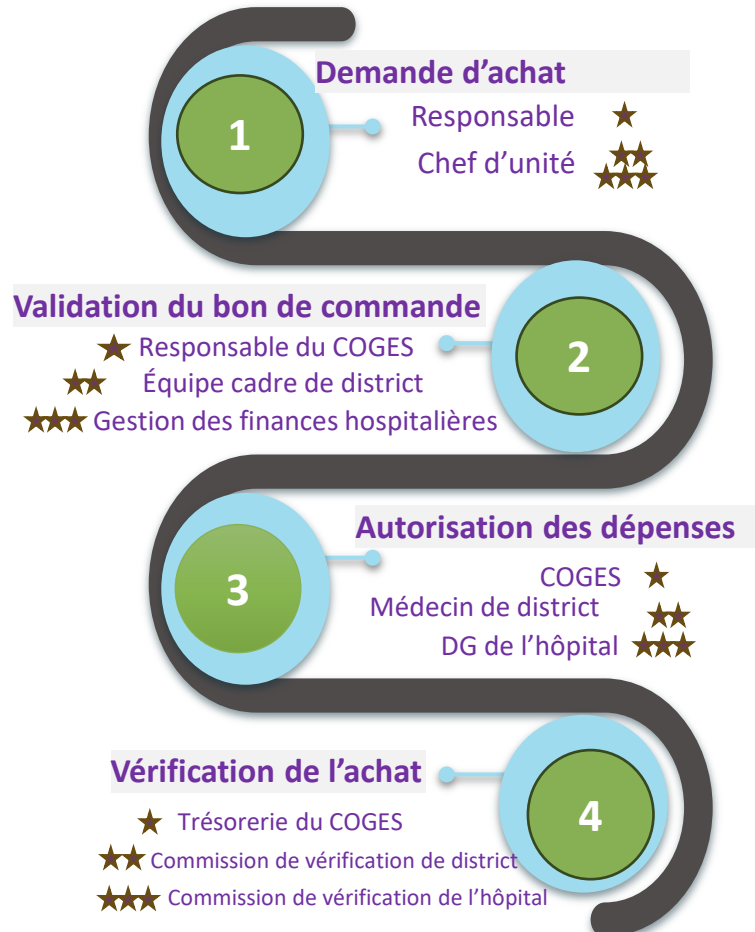 1
Demande d’achat
Responsable
Chef d’unité
Validation du bon de commande
Responsable du COGES
Équipe cadre de district
Gestion des finances hospitalières
2
Autorisation des dépenses
3
COGES
Médecin de district
DG de l’hôpital
Vérification de l’achat
4
Trésorerie du COGES
Commission de vérification de district
Commission de vérification de l’hôpital